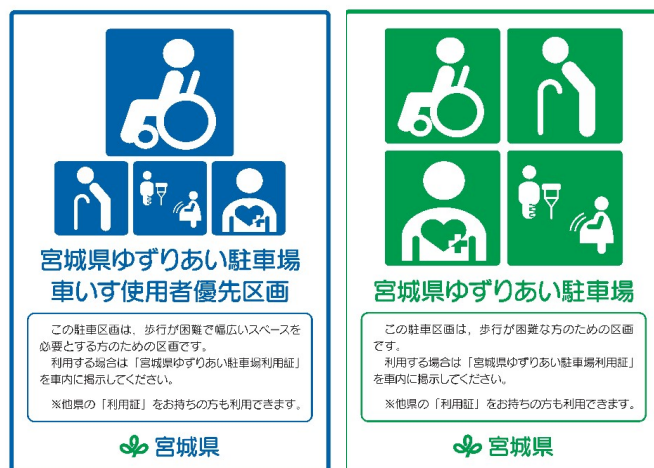 宮城県ゆずりあい駐車場
車いす使用者優先区画
この駐車区画は、歩行が困難で幅広いスペースを
必要とする方のための区画です。
利用する場合は「宮城県ゆずりあい駐車場利用証」
を車内に掲示してください。
※他県の「利用証」をお持ちの方も利用できます。
宮城県
宮城県ゆずりあい駐車場
この駐車区画は，歩行が困難な方のための区画
です。
利用する場合は「宮城県ゆずりあい駐車場利用証」
を車内に掲示してください。
※他県の「利用証」をお持ちの方も利用できます。
宮城県